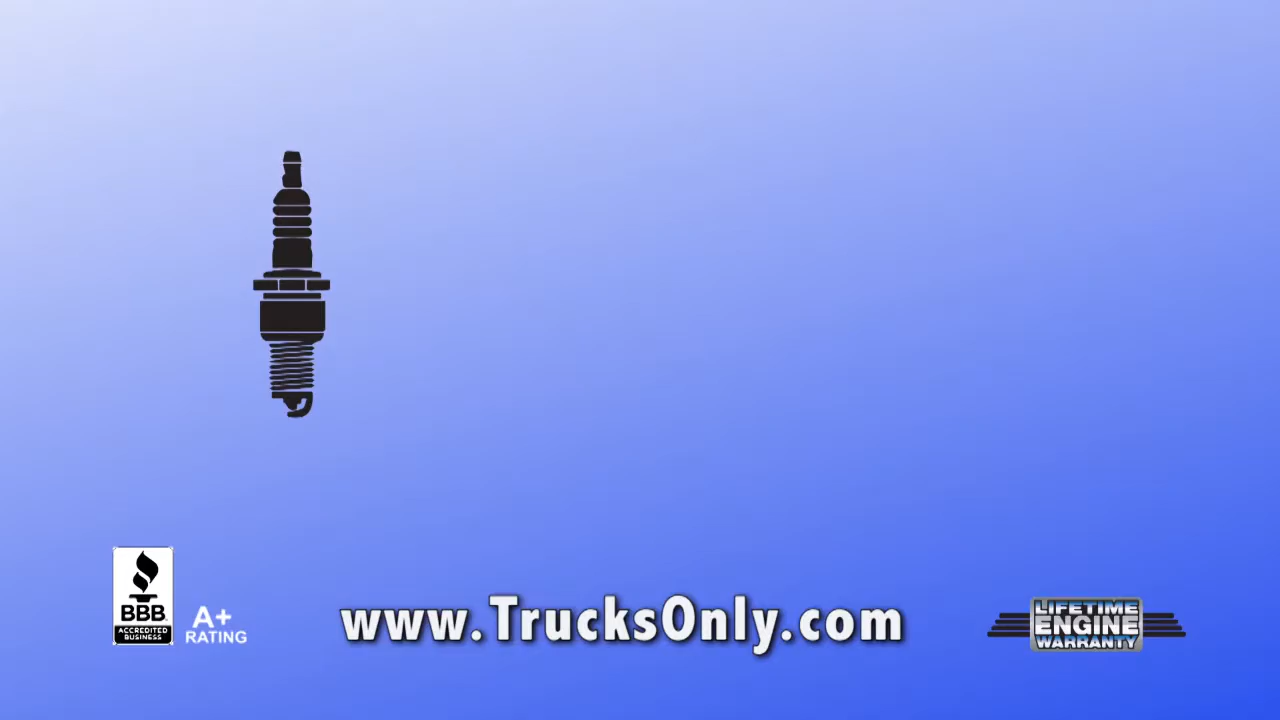 BBB
ACCREDITED
BUSINESS
A+
RATING
www.TrucksOnly.com
LIFETIME
ENGINE
WARRANTY